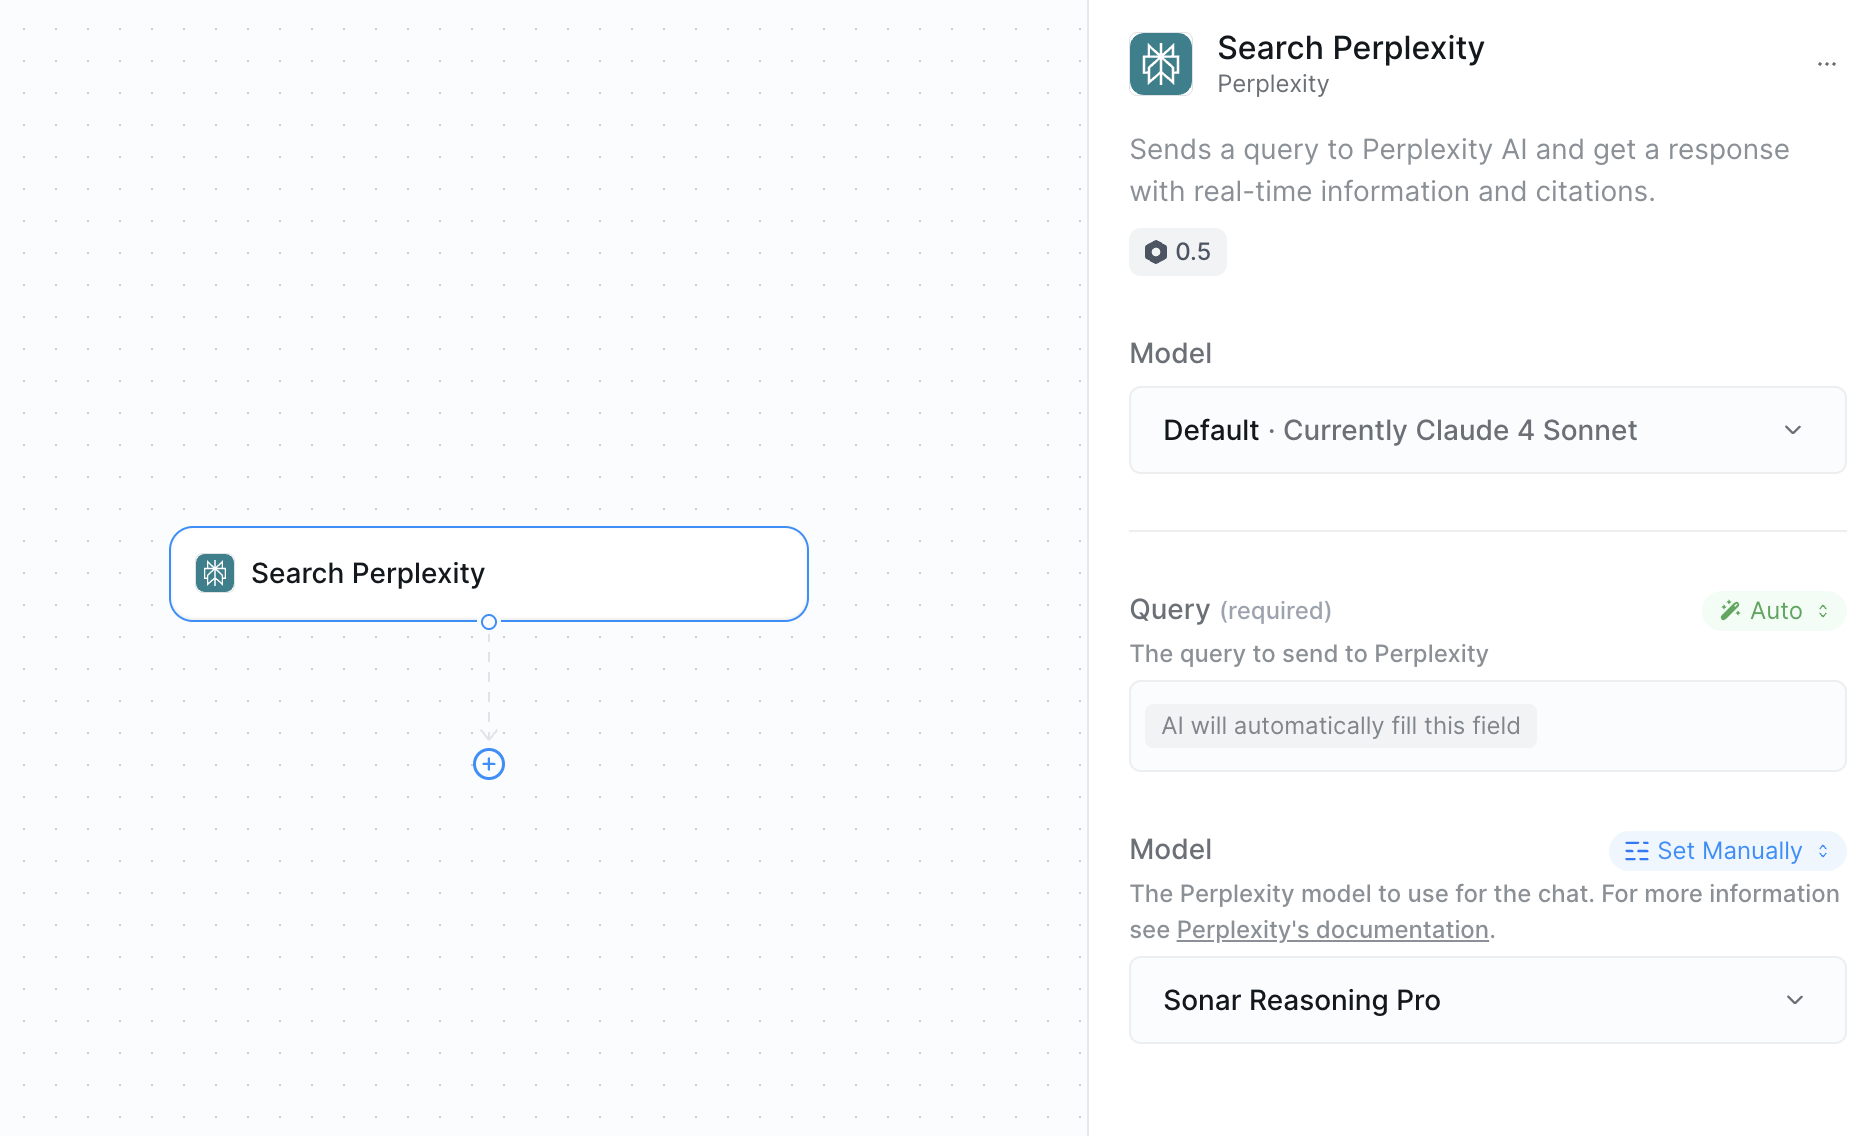 Search Perplexity
Search Perplexity
Perplexity
Sends a query to Perplexity AI and get a response
with real-time information and citations.
0.5
Model
Default · Currently Claude 4 Sonnet
Query (required)
Auto
The query to send to Perplexity
AI will automatically fill this field
Model
Set Manually
The Perplexity model to use for the chat. For more information
see Perplexity's documentation.
Sonar Reasoning Pro